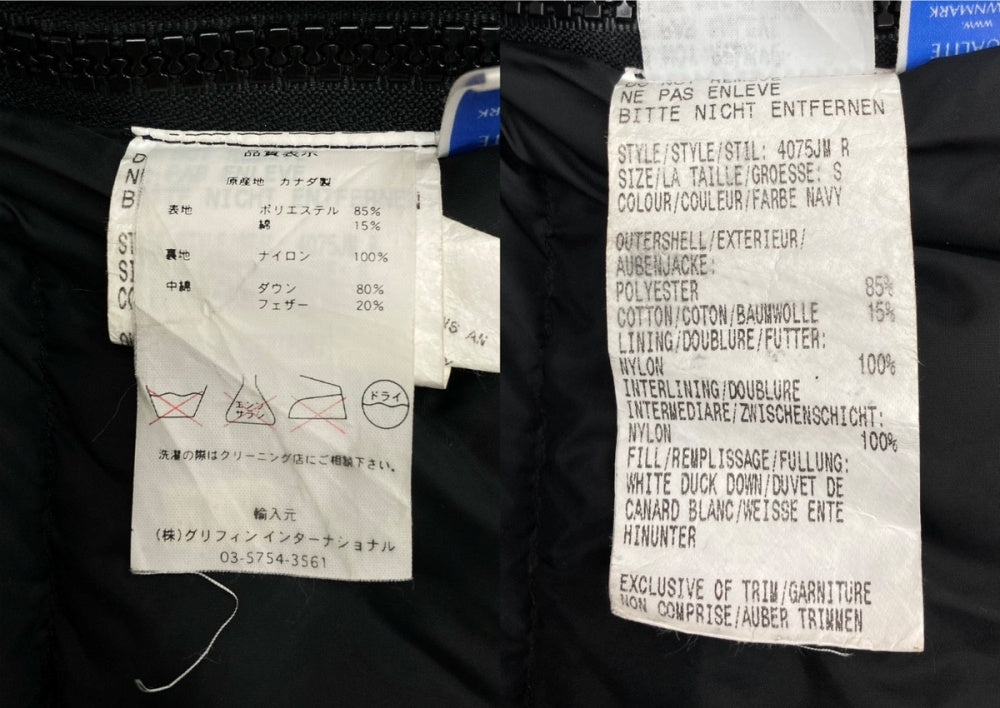 品質表示
原産地 カナダ製
表地 ポリエステル 85%
綿 15%
裏地 ナイロン 100%
中綿 ダウン 80%
フェザー 20%
エンソ
サラシ
ドライ
洗濯の際はクリーニング店にご相談下さい。
輸入元
(株)グリフィン インターナショナル
03-5754-3561
DO NOT REMOVE
NE PAS ENLEVE
BITTE NICHT ENTFERNEN
STYLE/STYLE/STIL: 4075JM R
SIZE/LA TAILLE/GROESSE: S
COLOUR/COULEUR/FARBE NAVY
OUTERSHELL/EXTERIEUR/
AUBENJACKE:
POLYESTER 85%
COTTON/COTON/BAUMWOLLE 15%
LINING/DOUBLURE/FUTTER:
NYLON 100%
INTERLINING/DOUBLURE
INTERMEDIARE/ZWISCHENSCHICHT:
NYLON 100%
FILL/REMPLISSAGE/FULLUNG:
WHITE DUCK DOWN/DUVET DE
CANARD BLANC/WEISSE ENTE
HINUNTER
EXCLUSIVE OF TRIM/GARNITURE
NON COMPRISE/AUBER TRIMMEN